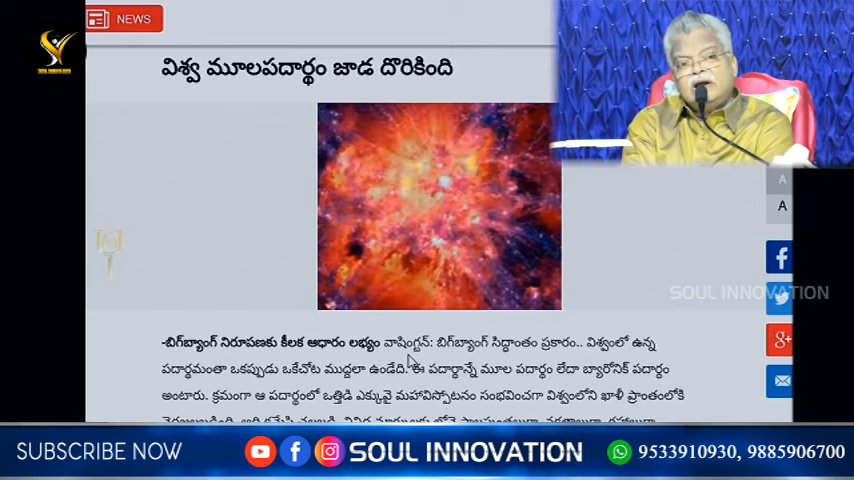 NEWS
విశ్వ మూలపదార్థం జాడ దొరికింది
A
A
SOUL INNOVATION
-బిగ్‌బ్యాంగ్ నిరూపణకు కీలక ఆధారం లభ్యం వాషింగ్టన్: బిగ్‌బ్యాంగ్ సిద్ధాంతం ప్రకారం.. విశ్వంలో ఉన్న
పదార్థమంతా ఒకప్పుడు ఒకేచోట ముద్దలా ఉండేది. ఈ పదార్థాన్నే మూల పదార్థం లేదా బ్యారోనిక్ పదార్థం
అంటారు. క్రమంగా ఆ పదార్థంలో ఒత్తిడి ఎక్కువై మహావిస్ఫోటనం సంభవించగా విశ్వంలోని ఖాళీ ప్రాంతంలోకి
SUBSCRIBE NOW
SOUL INNOVATION
9533910930, 9885906700